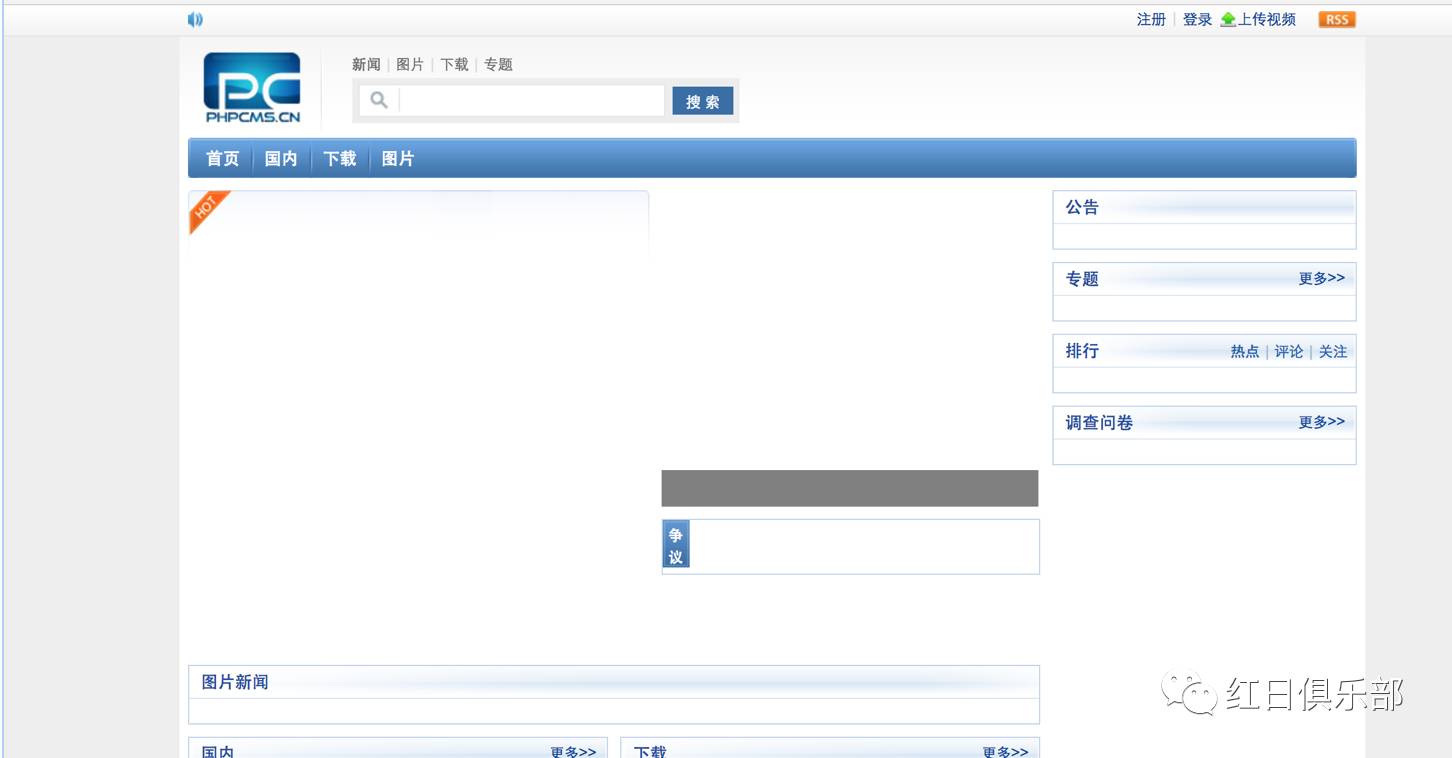 注册 | 登录 上传视频 RSS
PC
PHPCMS.CN
新闻 | 图片 | 下载 | 专题
搜 索
首页 国内 下载 图片
HOT
公告
专题 更多>>
排行 热点 | 评论 | 关注
调查问卷 更多>>
争
议
图片新闻
国内 更多>>
下载 更多>>
红日俱乐部